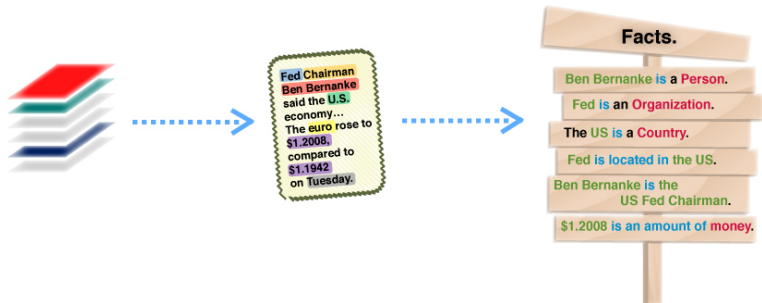 Fed Chairman
Ben Bernanke
said the U.S.
economy...
The euro rose to
$1.2008,
compared to
$1.1942
on Tuesday.
Facts.
Ben Bernanke is a Person.
Fed is an Organization.
The US is a Country.
Fed is located in the US.
Ben Bernanke is the
US Fed Chairman.
$1.2008 is an amount of money.